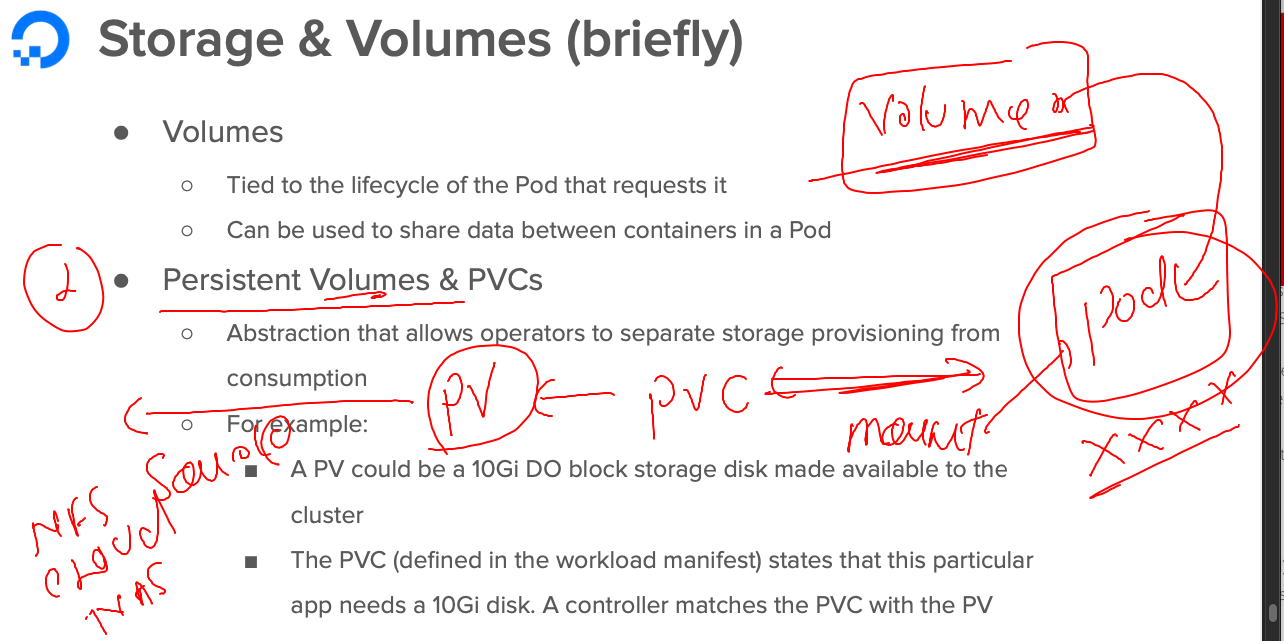 Storage & Volumes (briefly)
● Volumes
○ Tied to the lifecycle of the Pod that requests it
○ Can be used to share data between containers in a Pod
● Persistent Volumes & PVCs
○ Abstraction that allows operators to separate storage provisioning from
consumption
○ For example:
■ A PV could be a 10Gi DO block storage disk made available to the
cluster
■ The PVC (defined in the workload manifest) states that this particular
app needs a 10Gi disk. A controller matches the PVC with the PV
Volume
Pod
PV
PVC
mount
XXXX
NFS
cloud
NAS